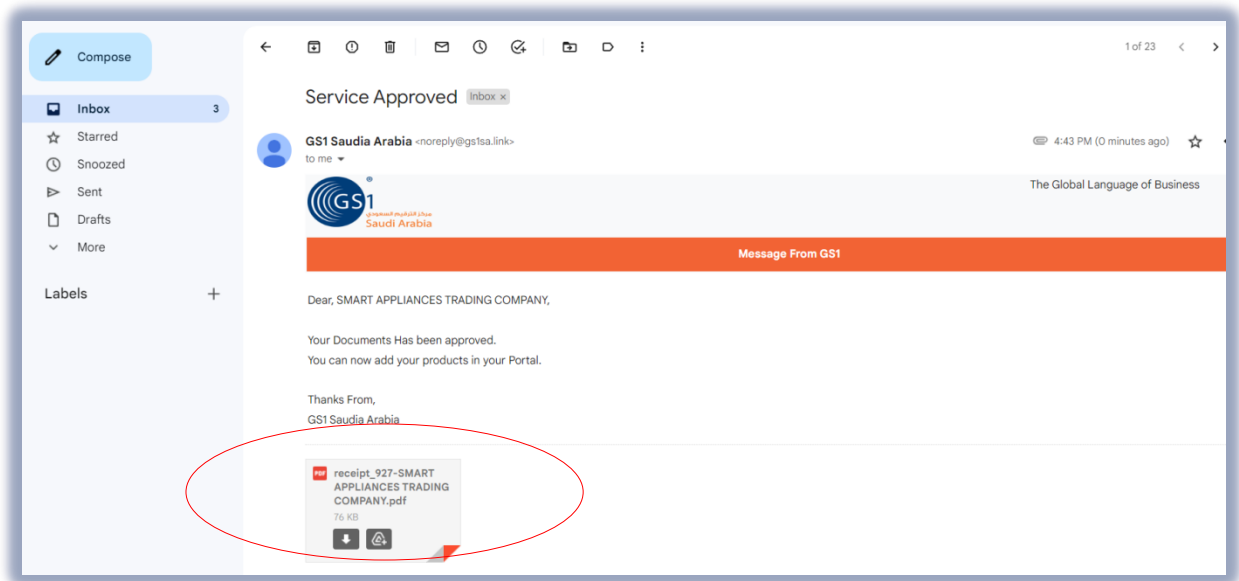 Compose
1 of 23
Inbox 3
Starred
Snoozed
Sent
Drafts
More
Labels
Service Approved Inbox ×
GS1 Saudia Arabia <noreply@gs1sa.link>
4:43 PM (0 minutes ago)
to me
GS1 ®
مركز الترقيم السعودي
Saudi Arabia
The Global Language of Business
Message From GS1
Dear, SMART APPLIANCES TRADING COMPANY,
Your Documents Has been approved.
You can now add your products in your Portal.
Thanks From,
GS1 Saudia Arabia
PDF receipt_927-SMART
APPLIANCES TRADING
COMPANY.pdf
76 KB